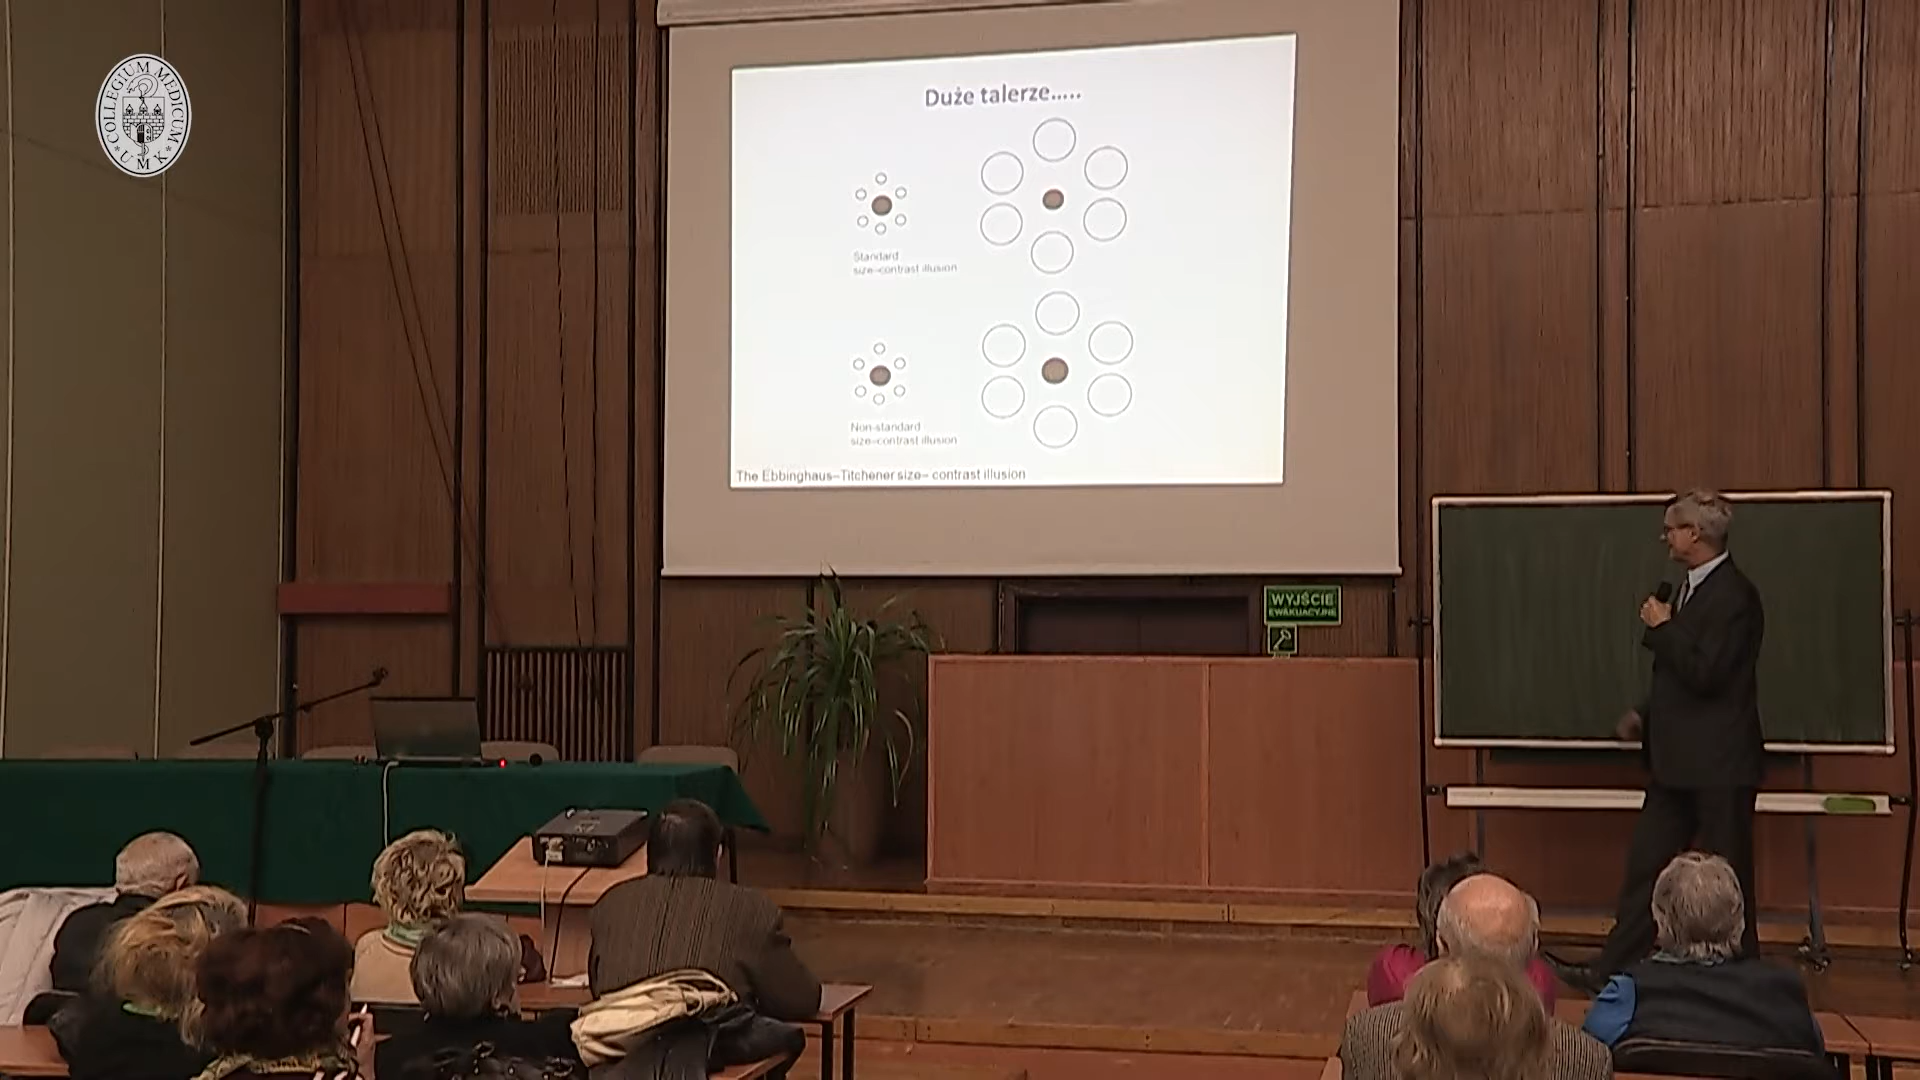 COLLEGIUM MEDICUM
* UMK *
Duże talerze.....
Standard
size–contrast illusion
Non-standard
size–contrast illusion
The Ebbinghaus–Titchener size– contrast illusion
WYJŚCIE
EWAKUACYJNE